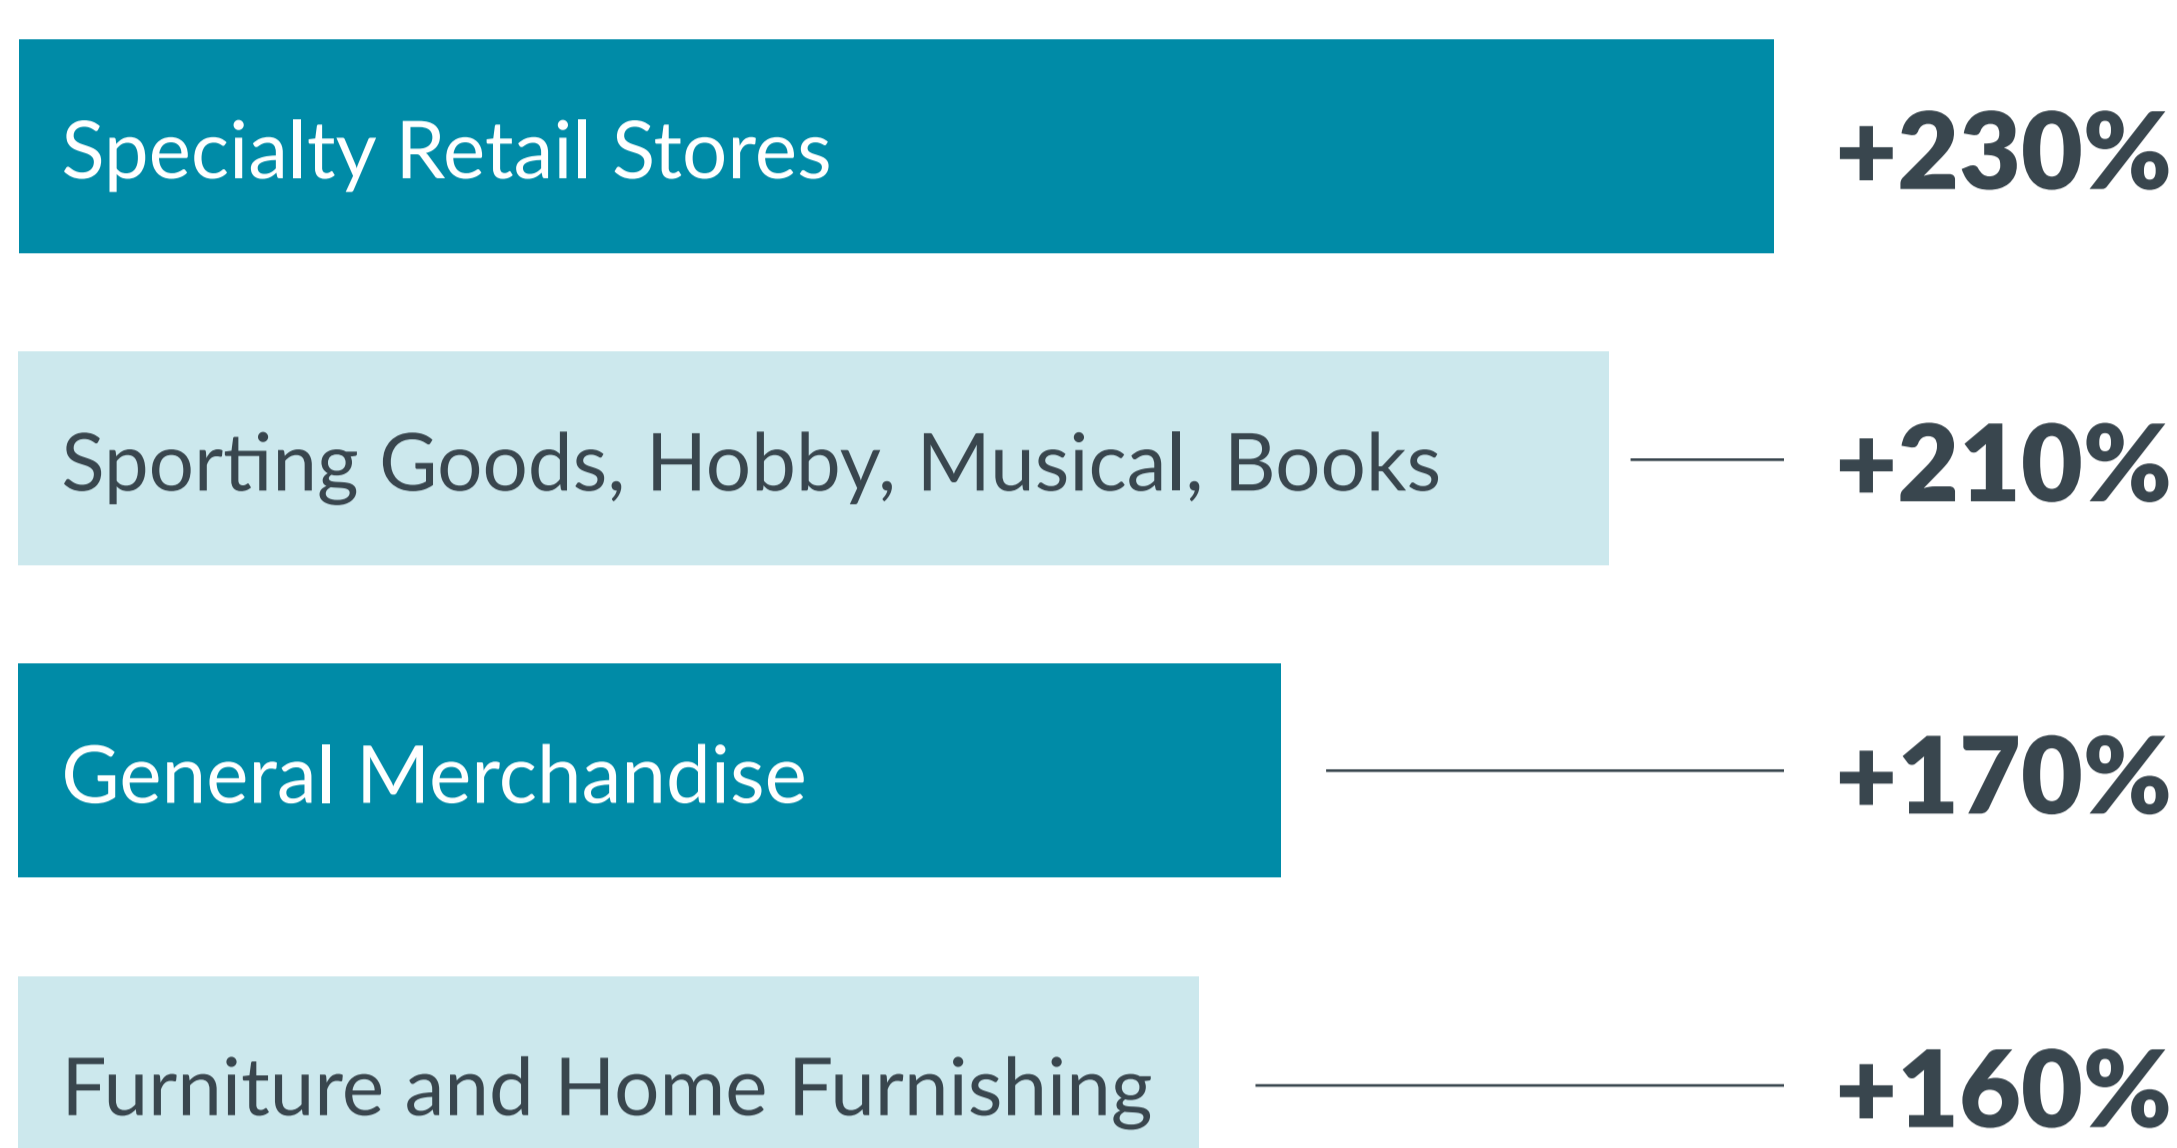 Specialty Retail Stores +230%
Sporting Goods, Hobby, Musical, Books +210%
General Merchandise +170%
Furniture and Home Furnishing +160%